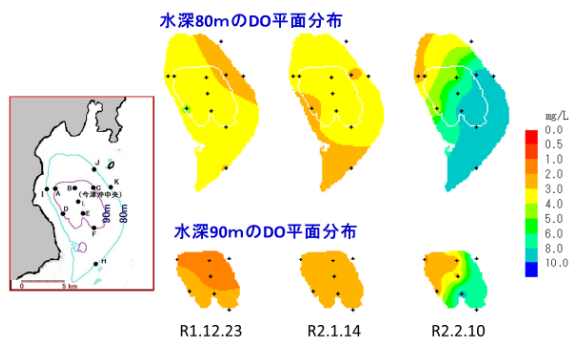 水深80mのDO平面分布
J
K
I
A
B
C
(今津沖中央)
L
D
E
90m
80m
F
H
0
5 km
mg/L
0.0
0.5
1.0
2.0
3.0
4.0
5.0
6.0
8.0
10.0
水深90mのDO平面分布
R1.12.23
R2.1.14
R2.2.10